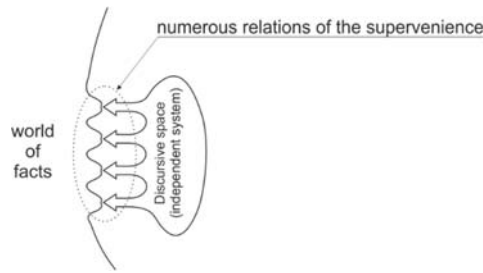 numerous relations of the supervenience
world
of
facts
Discursive space
(independent system)